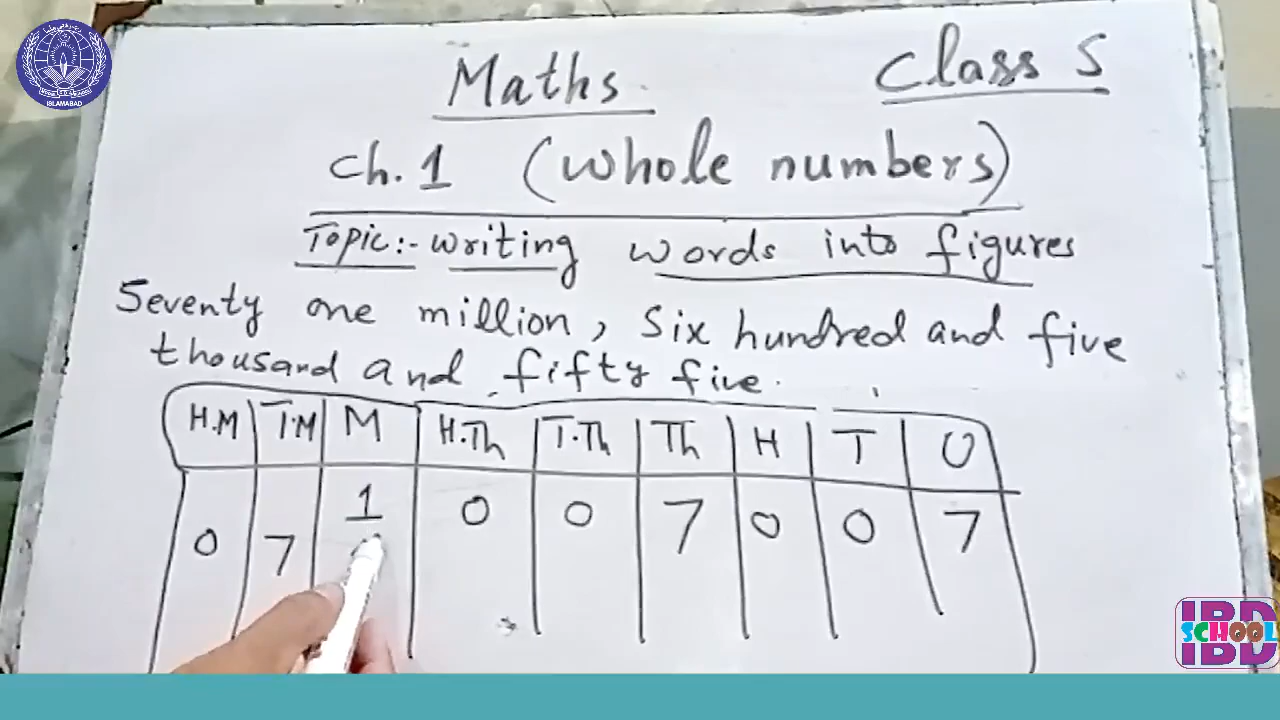 Maths
Class 5
Ch. 1 (Whole numbers)
Topic:- writing words into figures
Seventy one million, Six hundred and five
thousand and fifty five.
H.M T.M M H.Th T.Th Th H T U
1 0 0 7 0 0 7
0 7
ISLAMABAD
IBD
SCHOOL
IBD